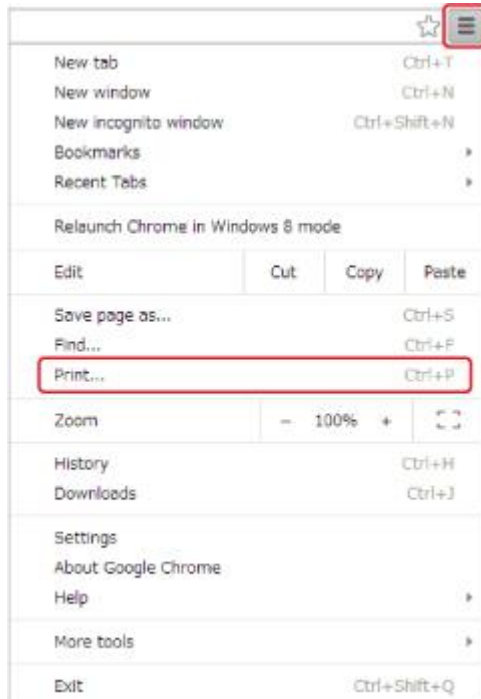 New tab Ctrl+T
New window Ctrl+N
New incognito window Ctrl+Shift+N
Bookmarks
Recent Tabs
Relaunch Chrome in Windows 8 mode
Edit Cut Copy Paste
Save page as... Ctrl+S
Find... Ctrl+F
Print... Ctrl+P
Zoom − 100% +
History Ctrl+H
Downloads Ctrl+J
Settings
About Google Chrome
Help
More tools
Exit Ctrl+Shift+Q